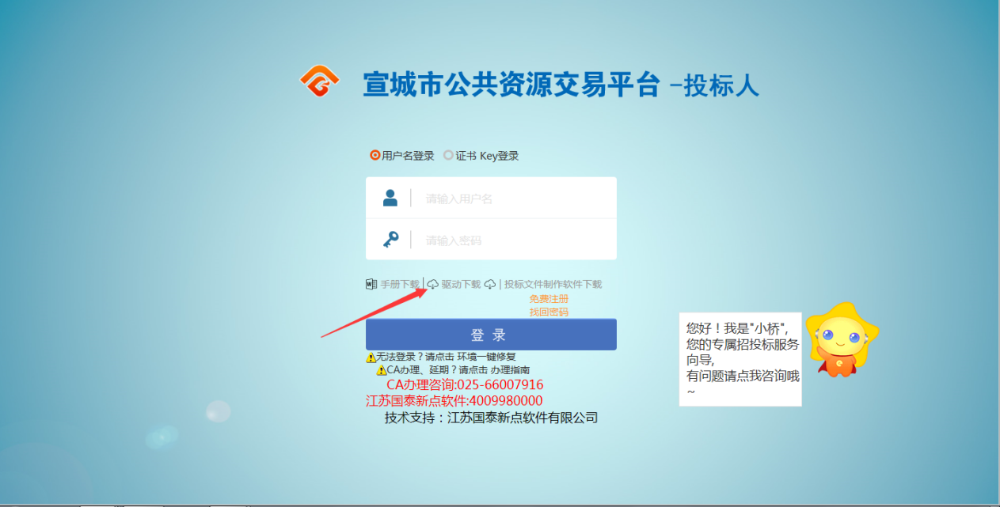 宣城市公共资源交易平台 –投标人
用户名登录 证书 Key登录
请输入用户名
请输入密码
手册下载 | 驱动下载 | 投标文件制作软件下载
免费注册
找回密码
登 录
无法登录？请点击 环境一键修复
CA办理、延期？请点击 办理指南
CA办理咨询:025-66007916
江苏国泰新点软件:4009980000
技术支持：江苏国泰新点软件有限公司
您好！我是"小桥",
您的专属招投标服务
向导,
有问题请点我咨询哦
~